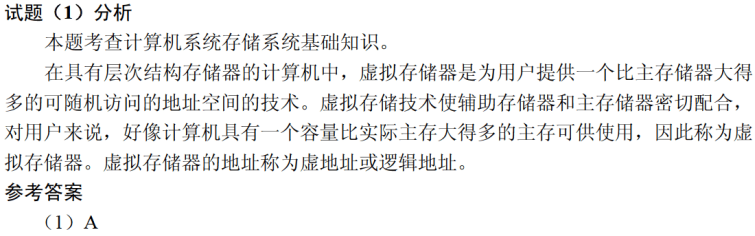 试题（1）分析
本题考查计算机系统存储系统基础知识。
在具有层次结构存储器的计算机中，虚拟存储器是为用户提供一个比主存储器大得
多的可随机访问的地址空间的技术。虚拟存储技术使辅助存储器和主存储器密切配合，
对用户来说，好像计算机具有一个容量比实际主存大得多的主存可供使用，因此称为虚
拟存储器。虚拟存储器的地址称为虚地址或逻辑地址。
参考答案
（1）A